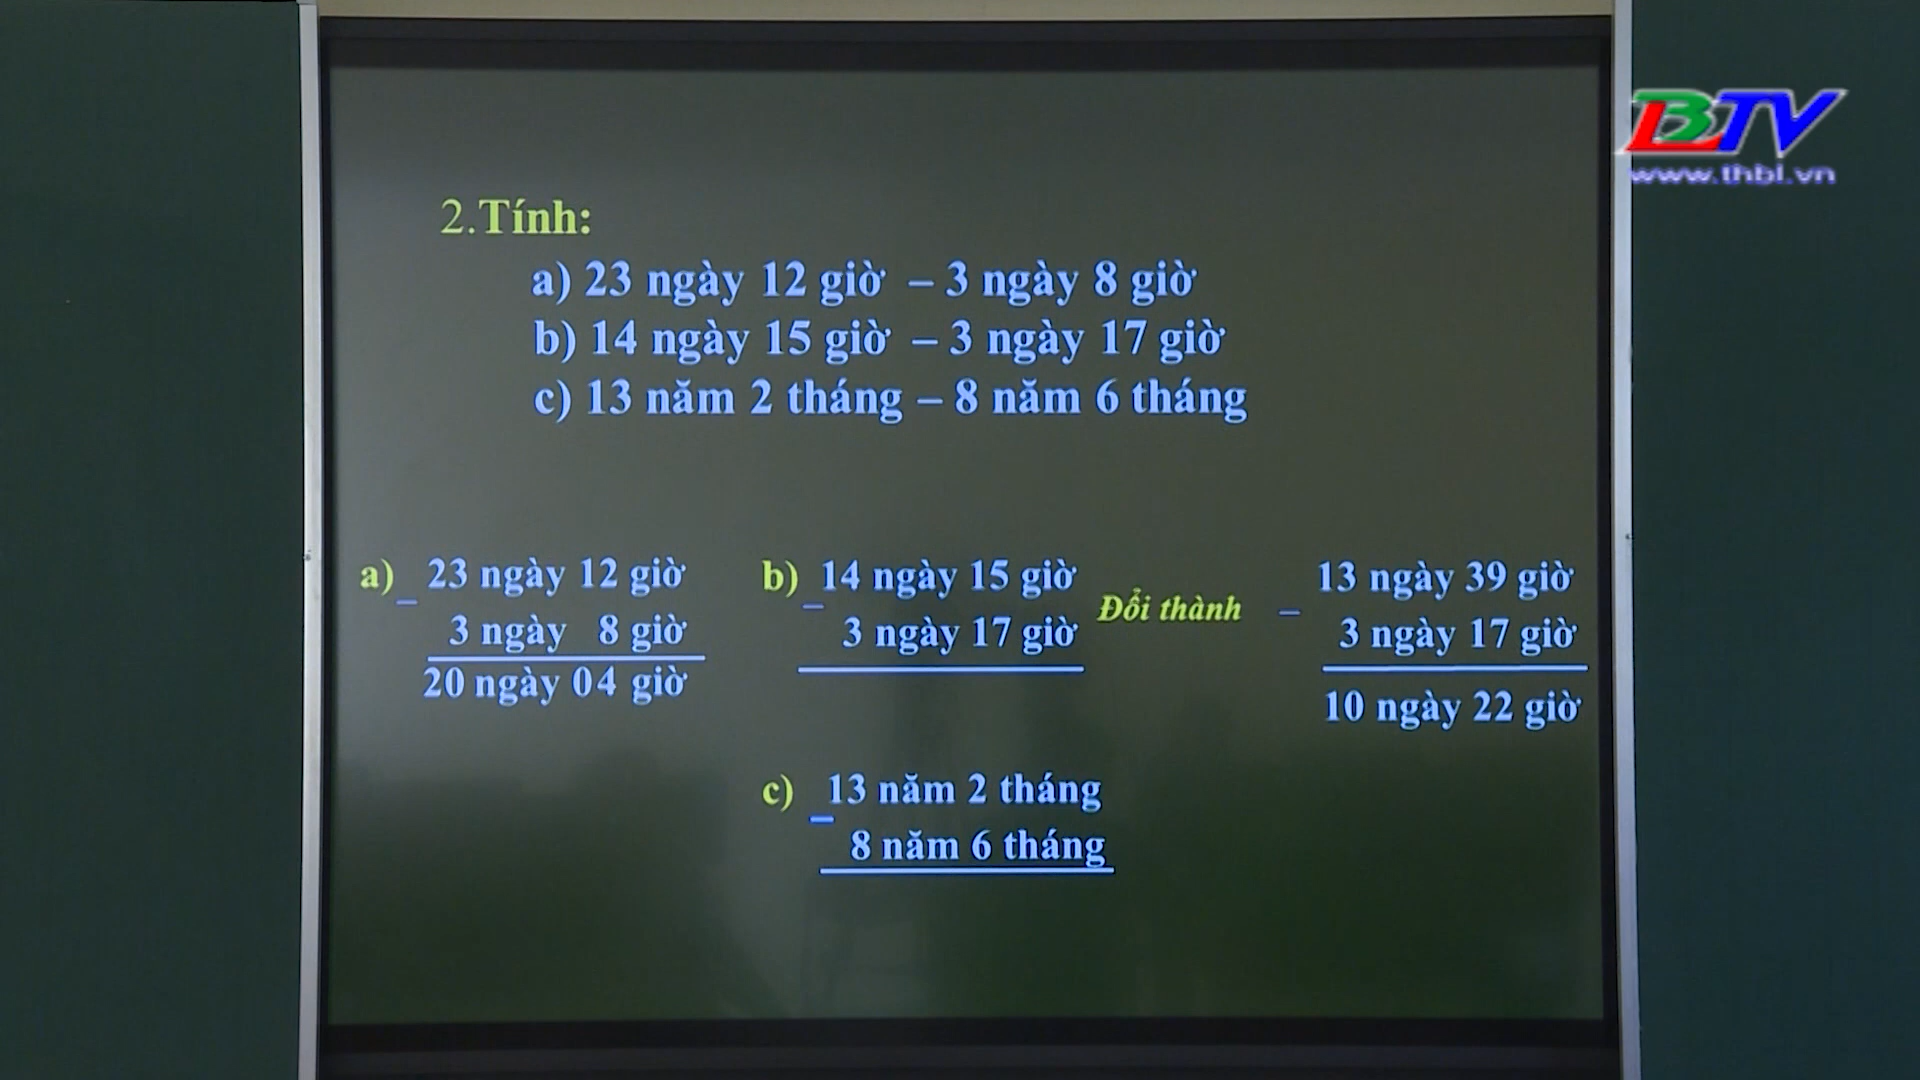 BTV
www.thbl.vn
2.Tính:
a) 23 ngày 12 giờ – 3 ngày 8 giờ
b) 14 ngày 15 giờ – 3 ngày 17 giờ
c) 13 năm 2 tháng – 8 năm 6 tháng
a) 23 ngày 12 giờ
– 3 ngày 8 giờ
20 ngày 04 giờ
b) 14 ngày 15 giờ
– 3 ngày 17 giờ
Đổi thành
13 ngày 39 giờ
– 3 ngày 17 giờ
10 ngày 22 giờ
c) 13 năm 2 tháng
– 8 năm 6 tháng